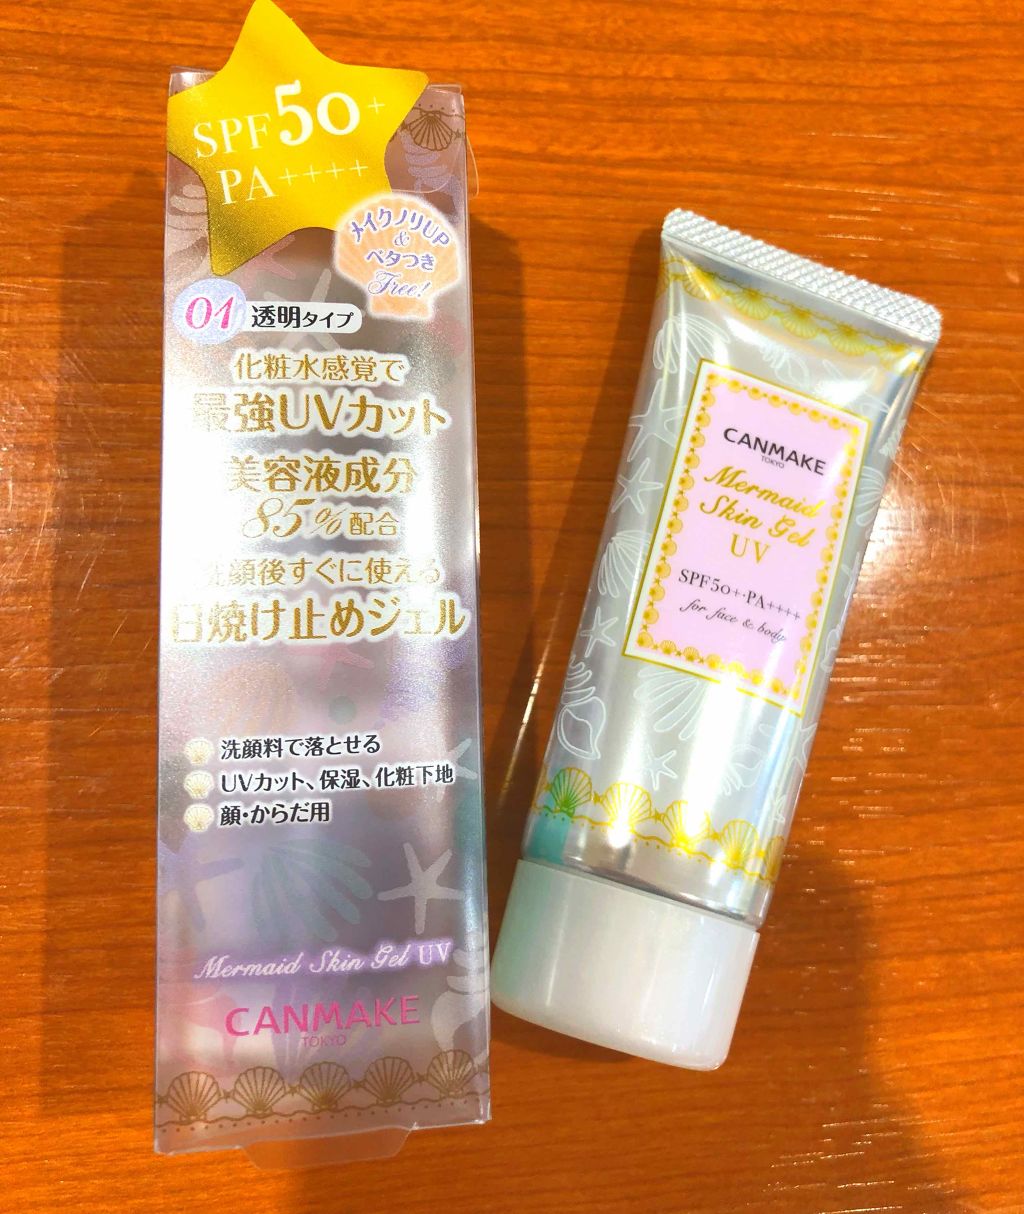 SPF50+
PA++++
メイクノリUP
&
ベタつき
Free!
01 透明タイプ
化粧水感覚で
最強UVカット
美容液成分
85%配合
洗顔後すぐに使える
日焼け止めジェル
洗顔料で落とせる
UVカット、保湿、化粧下地
顔・からだ用
Mermaid Skin Gel UV
CANMAKE
TOKYO
CANMAKE
TOKYO
Mermaid
Skin Gel
UV
SPF50+・PA++++
for face & body